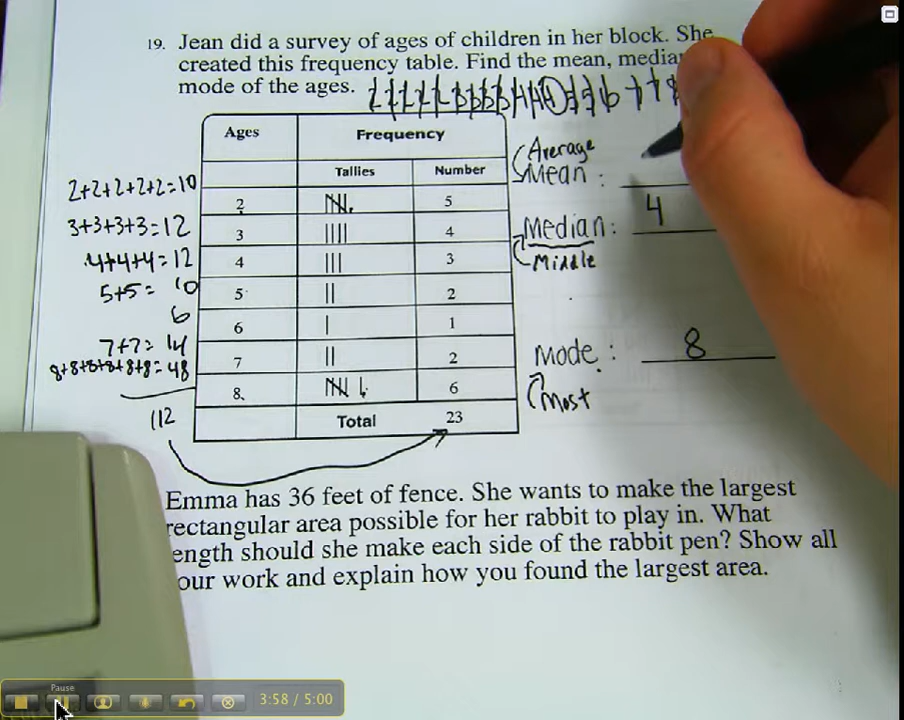 19. Jean did a survey of ages of children in her block. She
created this frequency table. Find the mean, median
mode of the ages.
Ages Frequency
Tallies Number
2+2+2+2+2=10 2 5
3+3+3+3=12 3 4
4+4+4=12 4 3
5+5= 10 5 2
6 6 1
7+7= 14 7 2
8+8+8+8+8+8=48 8 6
112 Total 23
Average
Mean:
Median: 4
Middle
Mode: 8
Most
Emma has 36 feet of fence. She wants to make the largest
rectangular area possible for her rabbit to play in. What
ength should she make each side of the rabbit pen? Show all
our work and explain how you found the largest area.
Pause
3:58 / 5:00